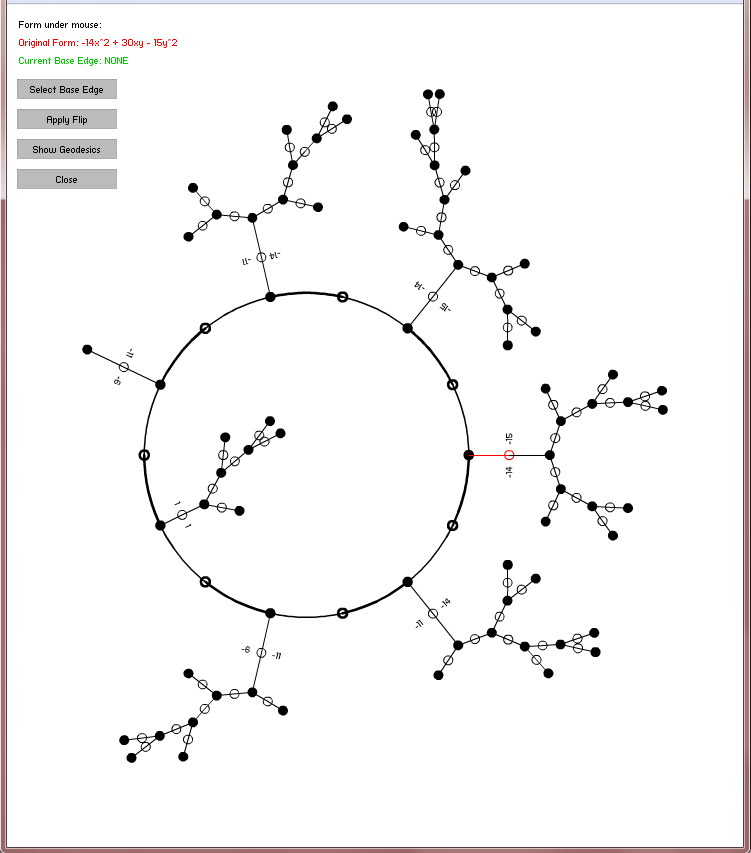 Form under mouse:
Original Form: -14x^2 + 30xy - 15y^2
Current Base Edge: NONE
Select Base Edge
Apply Flip
Show Geodesics
Close
-11 -14
-14 -15
-11
-6
-15
-14
1
1
-14
-11
-6 -11